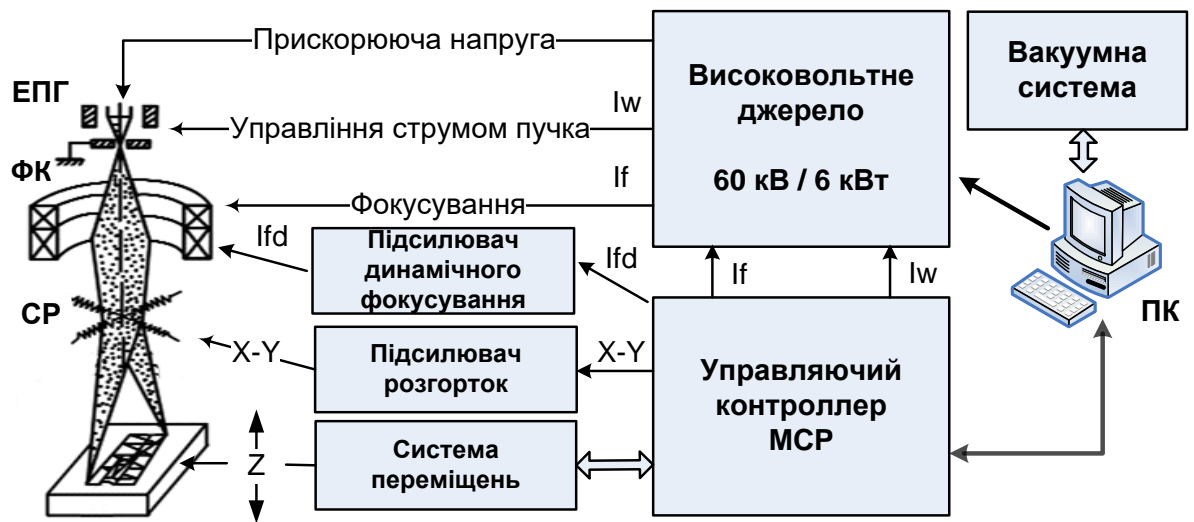 Прискорююча напруга
ЕПГ
Iw
Управління струмом пучка
ФК
If
Фокусування
Високовольтне
джерело
60 кВ / 6 кВт
Вакуумна
система
ПК
Ifd
Підсилювач
динамічного
фокусування
Ifd
If
Iw
СР
X-Y
Підсилювач
розгорток
X-Y
Управляючий
контроллер
МСР
Z
Система
переміщень